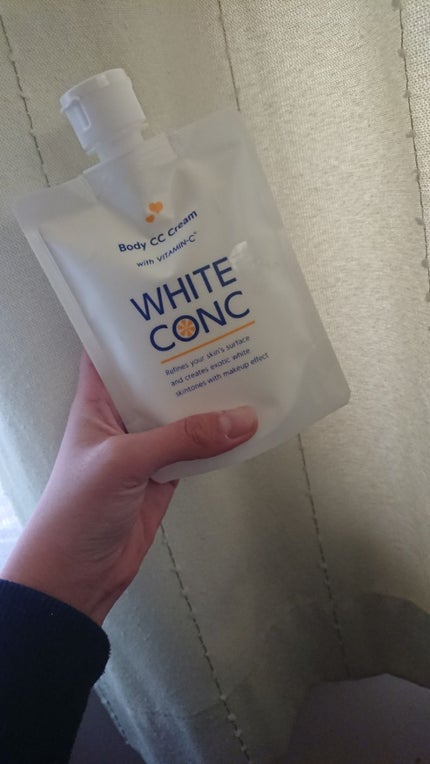 Body CC Cream
with VITAMIN-C*
WHITE
CONC
Refines your skin's surface
and creates exotic white
skintones with makeup effect